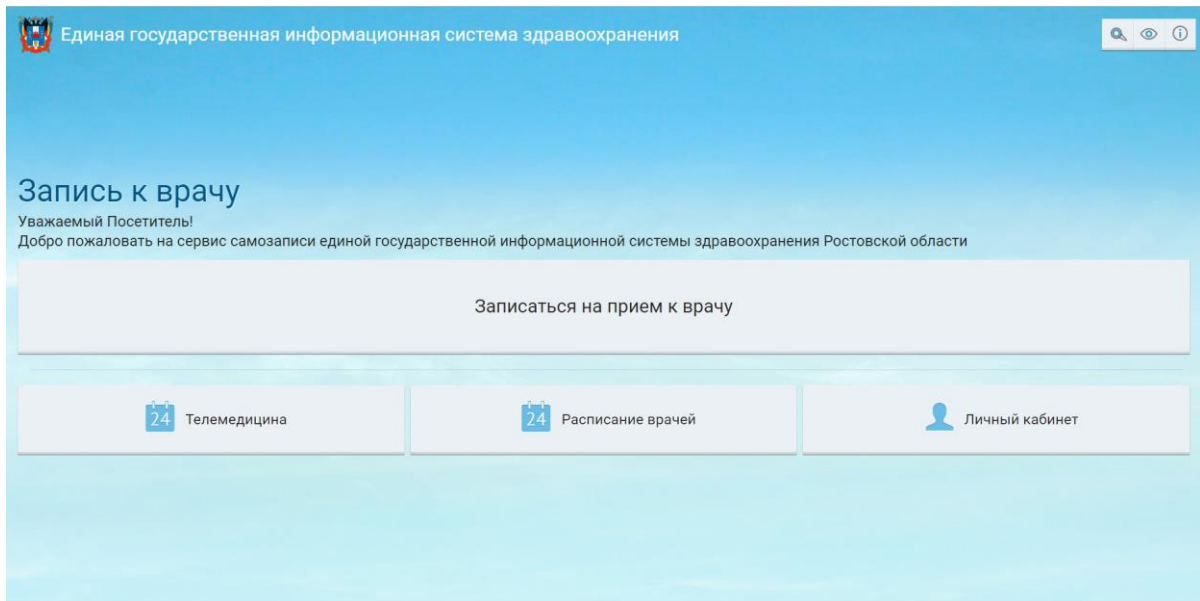 Единая государственная информационная система здравоохранения
Запись к врачу
Уважаемый Посетитель!
Добро пожаловать на сервис самозаписи единой государственной информационной системы здравоохранения Ростовской области
Записаться на прием к врачу
24 Телемедицина
24 Расписание врачей
Личный кабинет